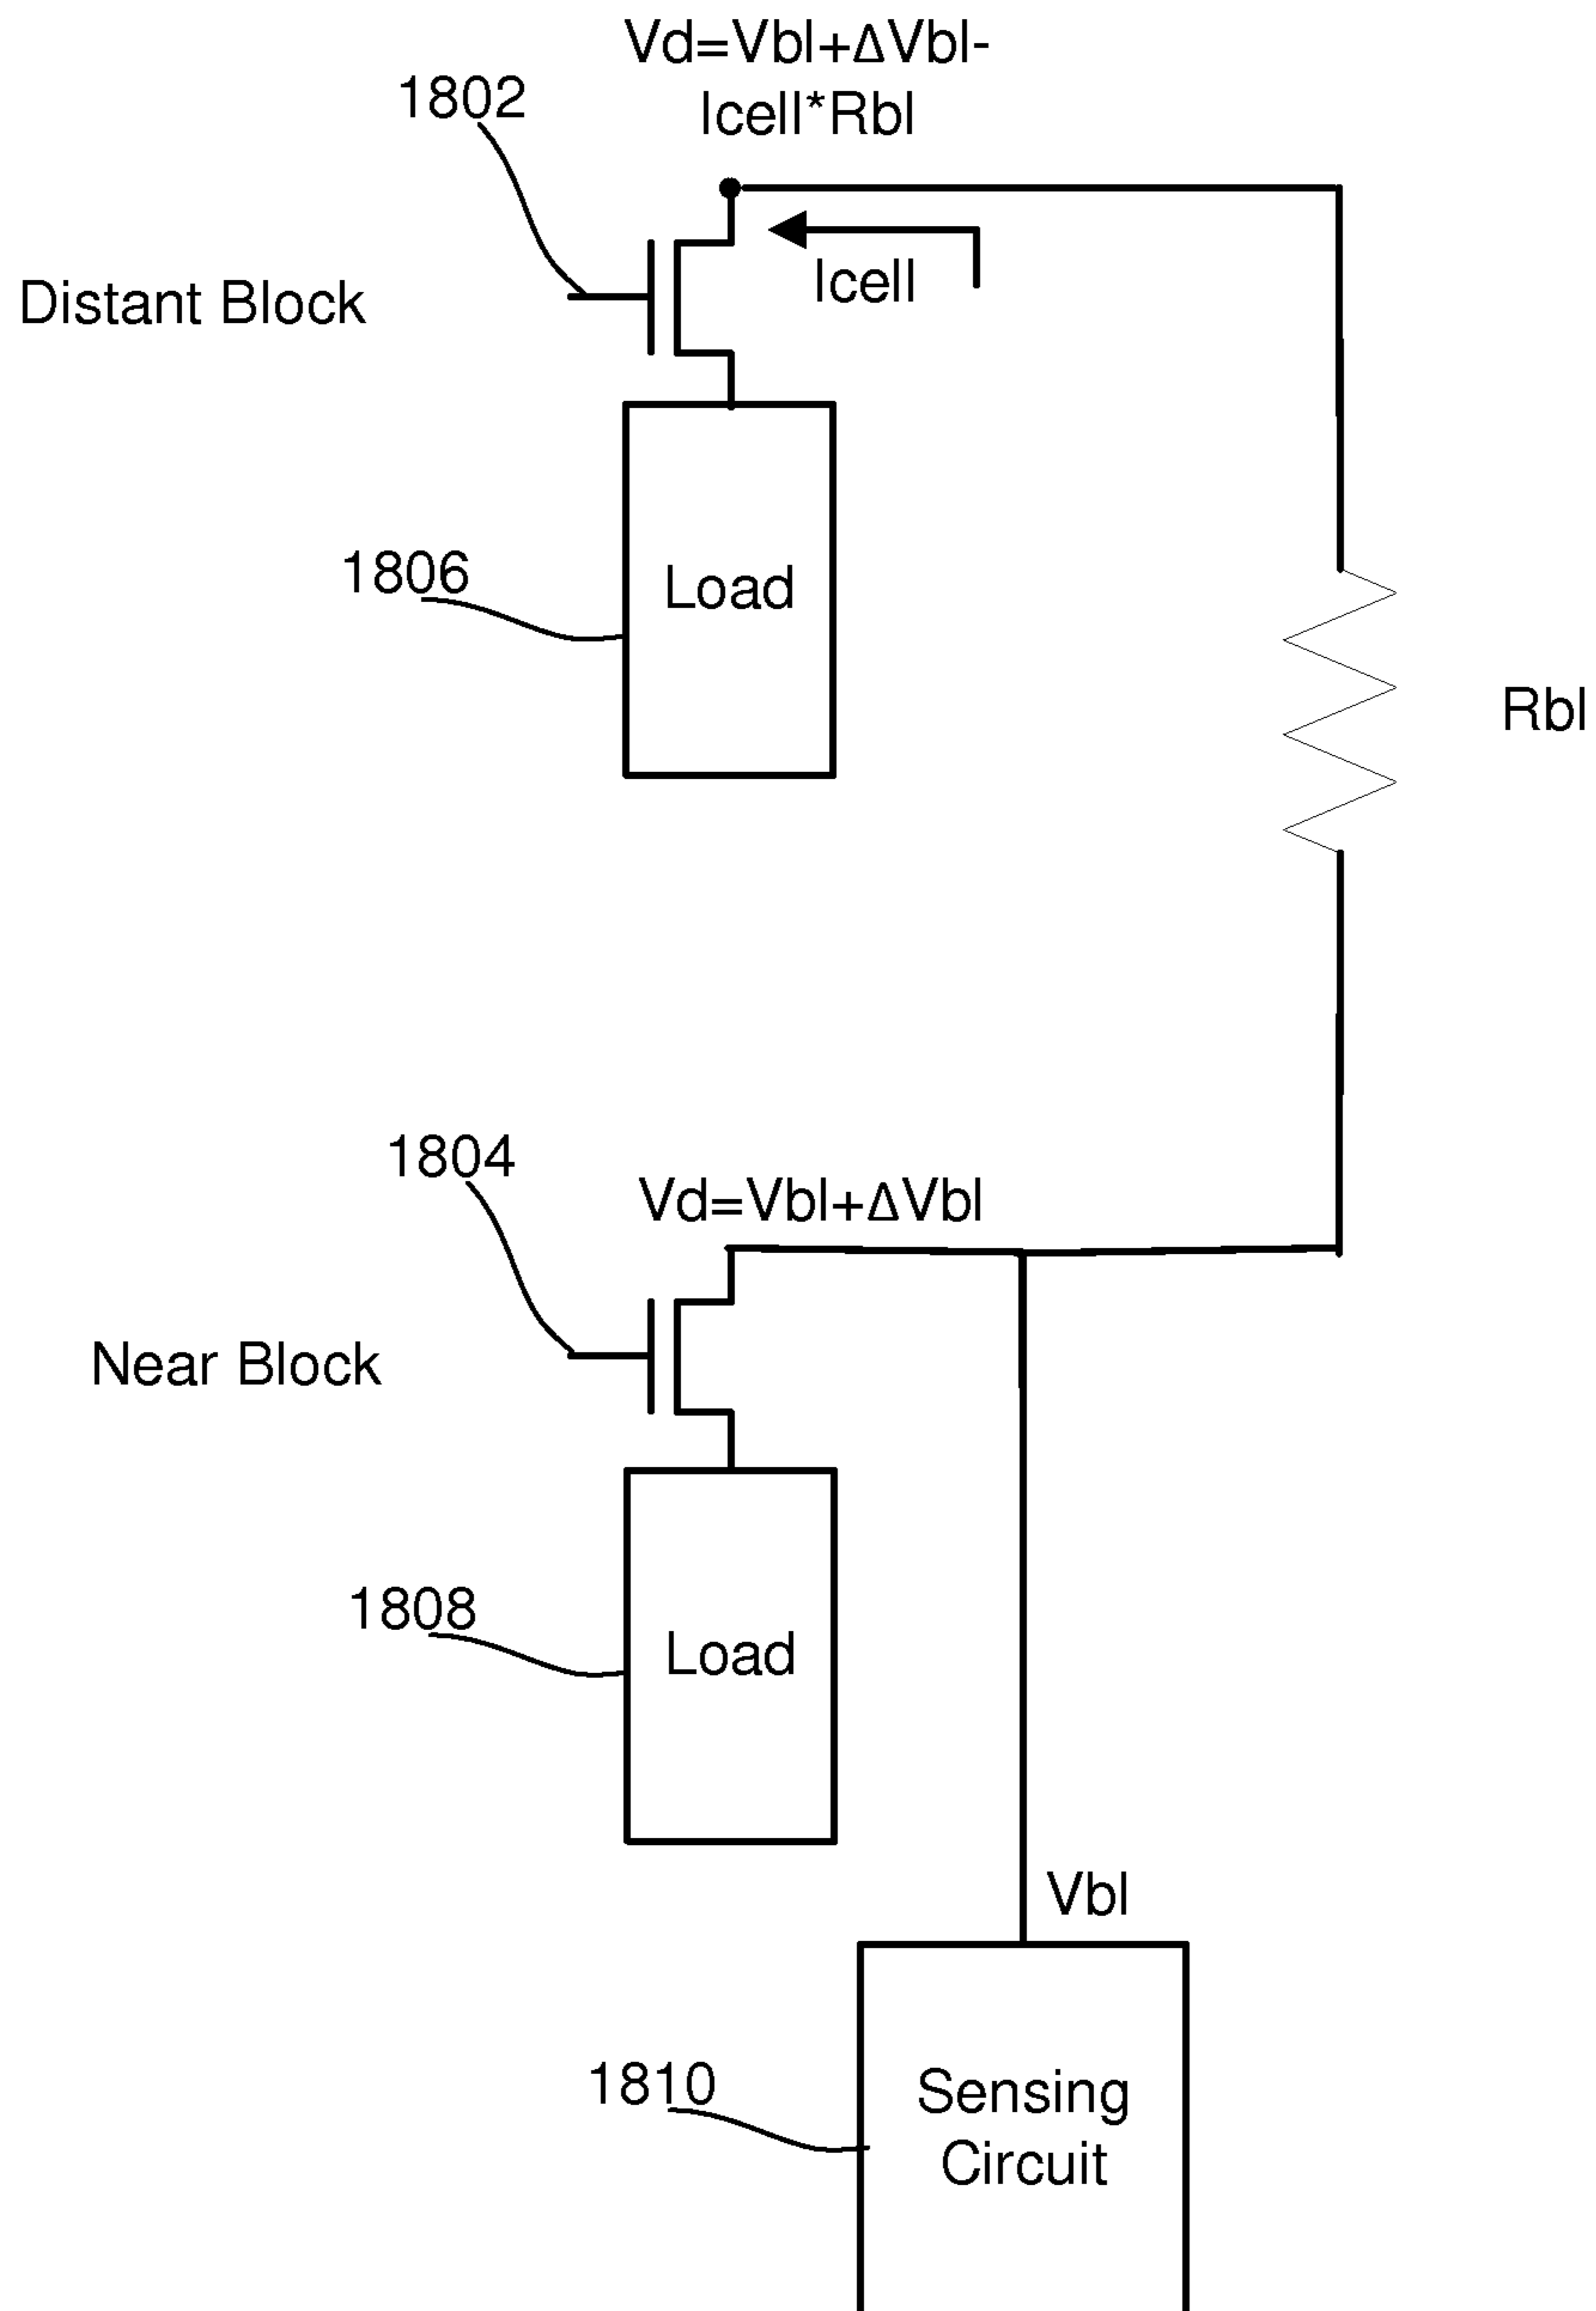 Vd=Vbl+ΔVbl-
Icell*Rbl
1802
Icell
Distant Block
1806
Load
Rbl
1804
Vd=Vbl+ΔVbl
Near Block
1808
Load
Vbl
1810
Sensing
Circuit